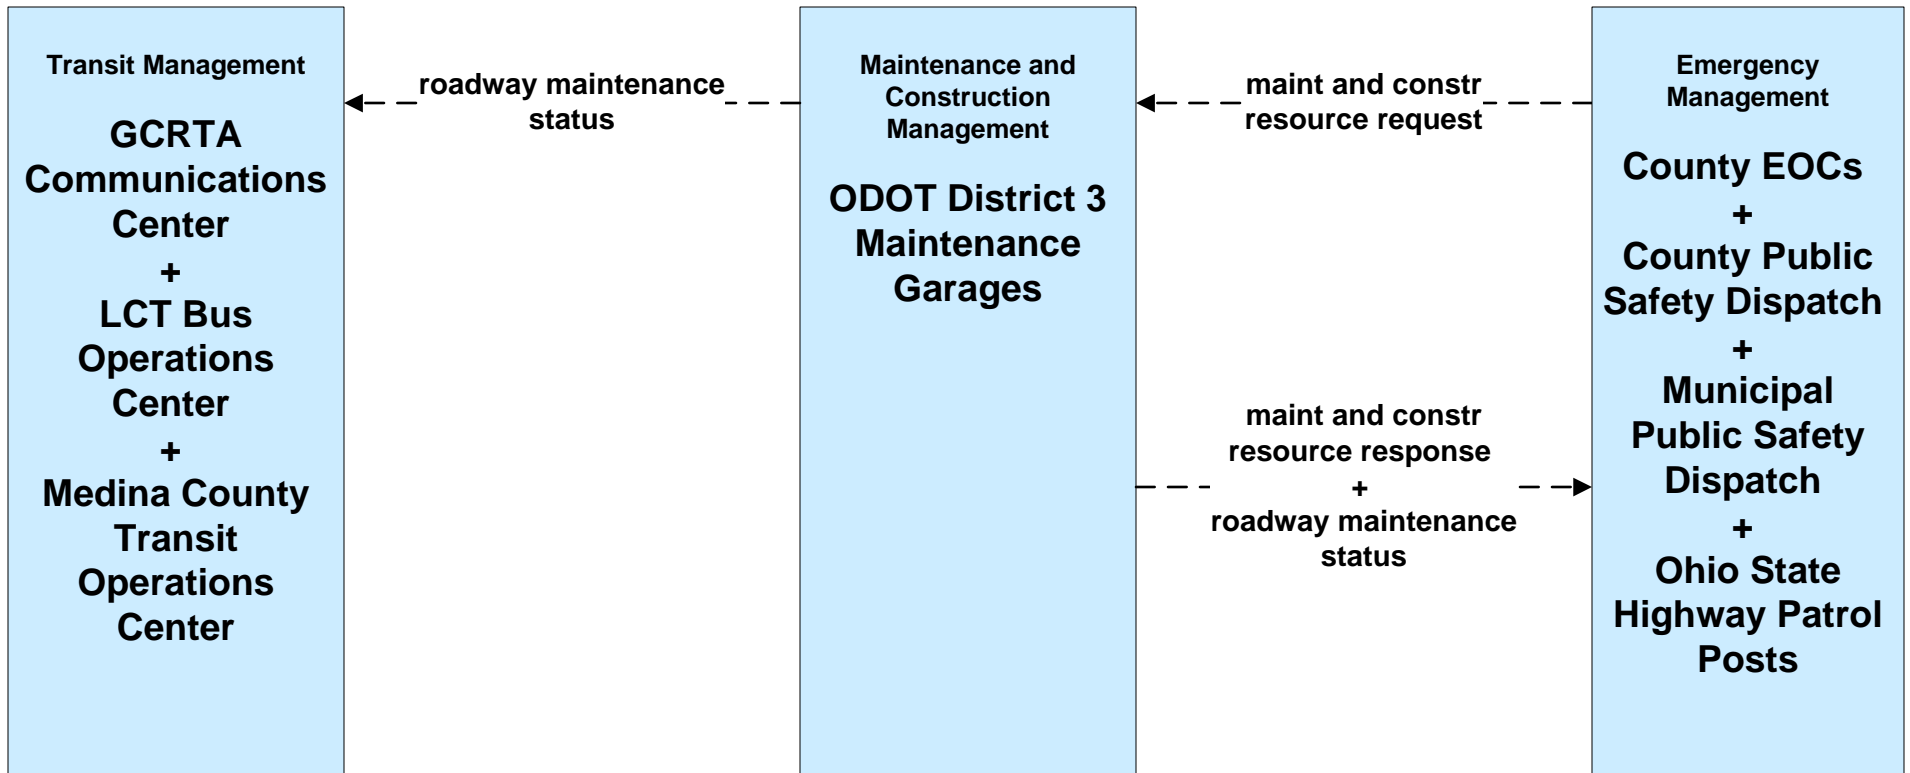 Transit Management
GCRTA
Communications
Center
+
LCT Bus
Operations
Center
+
Medina County
Transit
Operations
Center
roadway maintenance
status
Maintenance and
Construction
Management
ODOT District 3
Maintenance
Garages
maint and constr
resource request
maint and constr
resource response
+
roadway maintenance
status
Emergency
Management
County EOCs
+
County Public
Safety Dispatch
+
Municipal
Public Safety
Dispatch
+
Ohio State
Highway Patrol
Posts